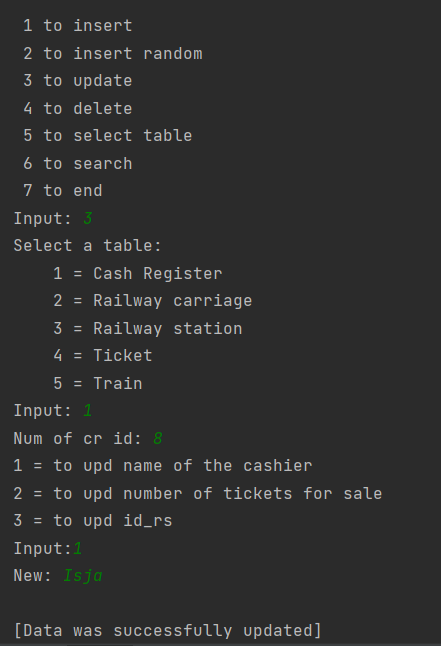 1 to insert
2 to insert random
3 to update
4 to delete
5 to select table
6 to search
7 to end
Input: 3
Select a table:
1 = Cash Register
2 = Railway carriage
3 = Railway station
4 = Ticket
5 = Train
Input: 1
Num of cr id: 8
1 = to upd name of the cashier
2 = to upd number of tickets for sale
3 = to upd id_rs
Input:1
New: Isja
[Data was successfully updated]